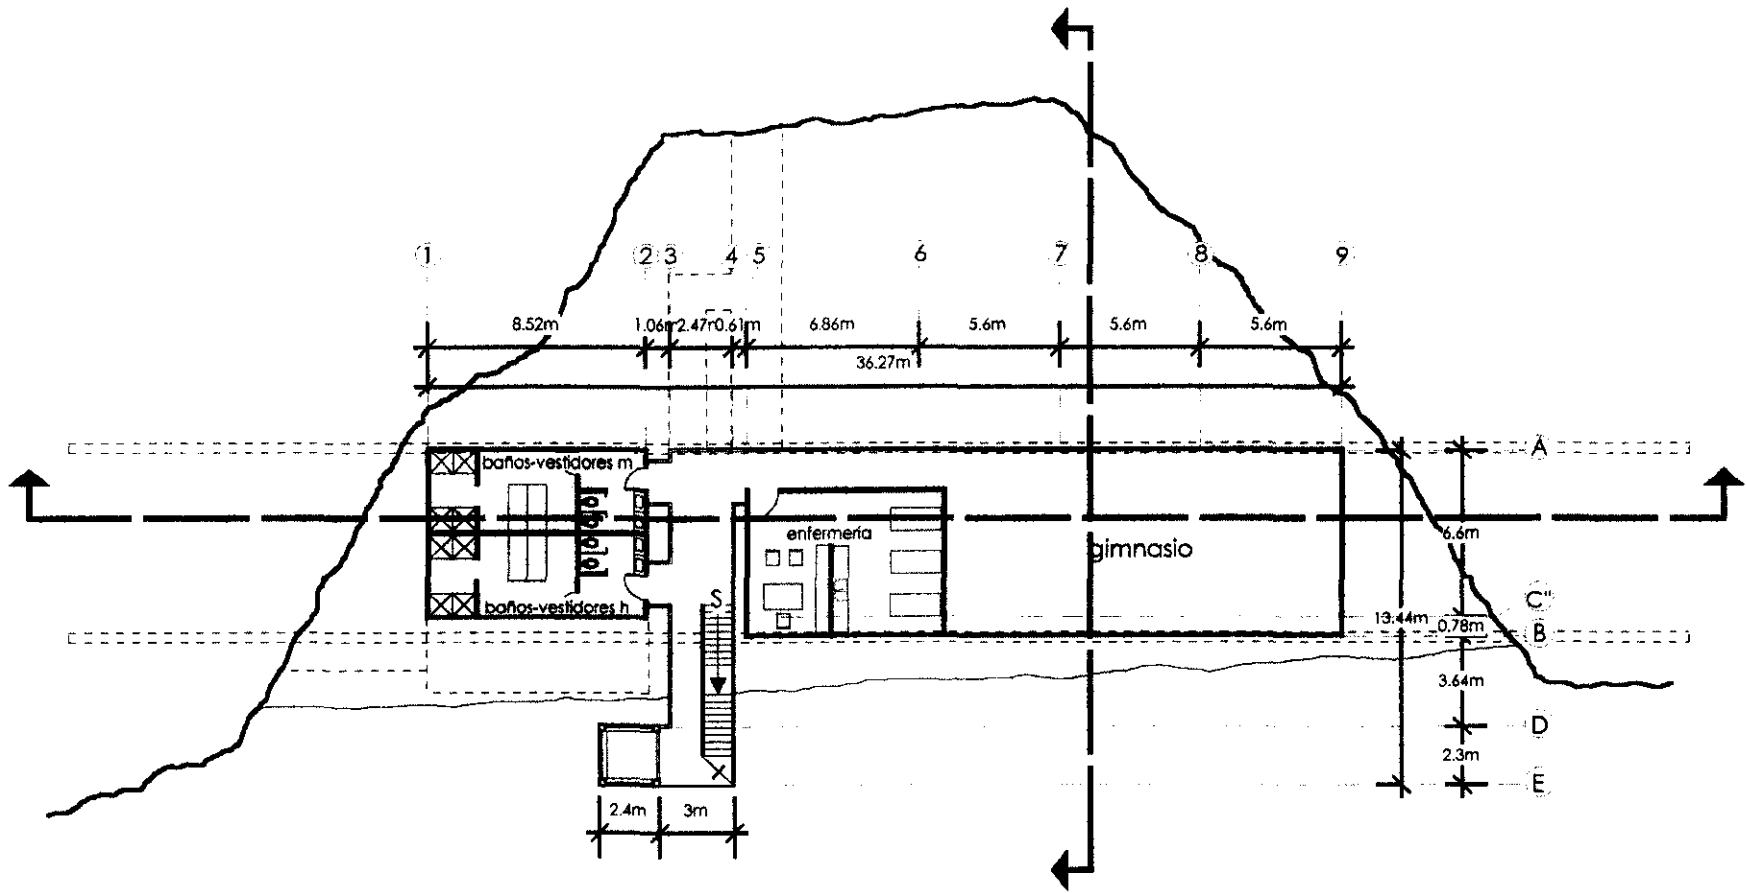 1 2 3 4 5 6 7 8 9
8.52m 1.06m 2.47m 0.61m 6.86m 5.6m 5.6m 5.6m
36.27m
A
baños-vestidores m
enfermería
6.6m
gimnasio
C"
S
baños-vestidores h
13.44m
0.78m
B
3.64m
D
2.3m
E
2.4m 3m